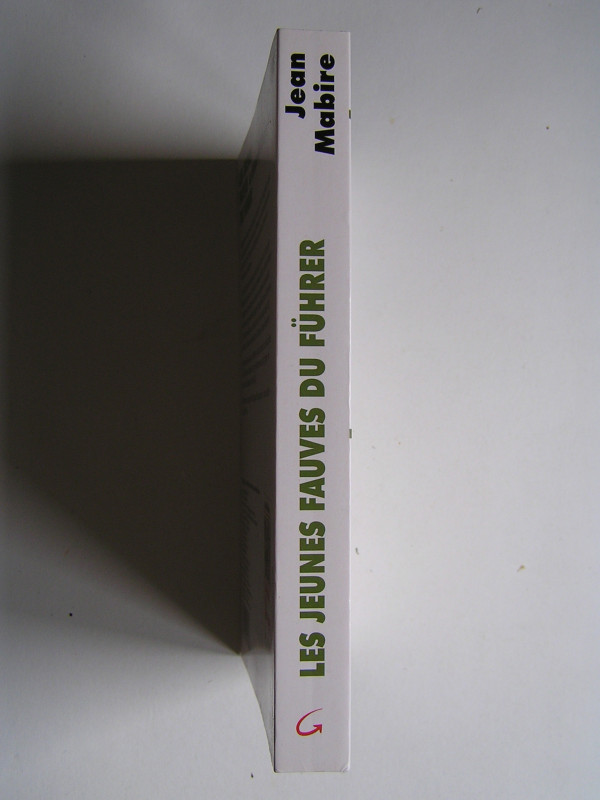 Jean
Mabire
LES JEUNES FAUVES DU FÜHRER